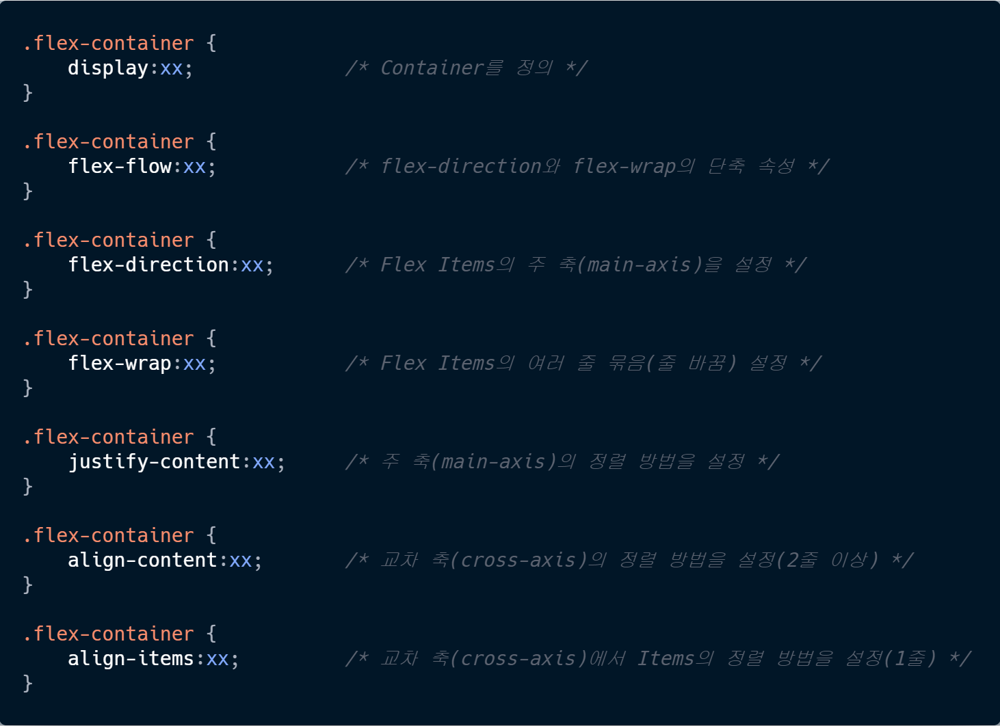 .flex-container {
    display:xx;             /* Container를 정의 */
}

.flex-container {
    flex-flow:xx;           /* flex-direction와 flex-wrap의 단축 속성 */
}

.flex-container {
    flex-direction:xx;      /* Flex Items의 주 축(main-axis)을 설정 */
}

.flex-container {
    flex-wrap:xx;           /* Flex Items의 여러 줄 묶음(줄 바꿈) 설정 */
}

.flex-container {
    justify-content:xx;     /* 주 축(main-axis)의 정렬 방법을 설정 */
}

.flex-container {
    align-content:xx;       /* 교차 축(cross-axis)의 정렬 방법을 설정(2줄 이상) */
}

.flex-container {
    align-items:xx;         /* 교차 축(cross-axis)에서 Items의 정렬 방법을 설정(1줄) */
}